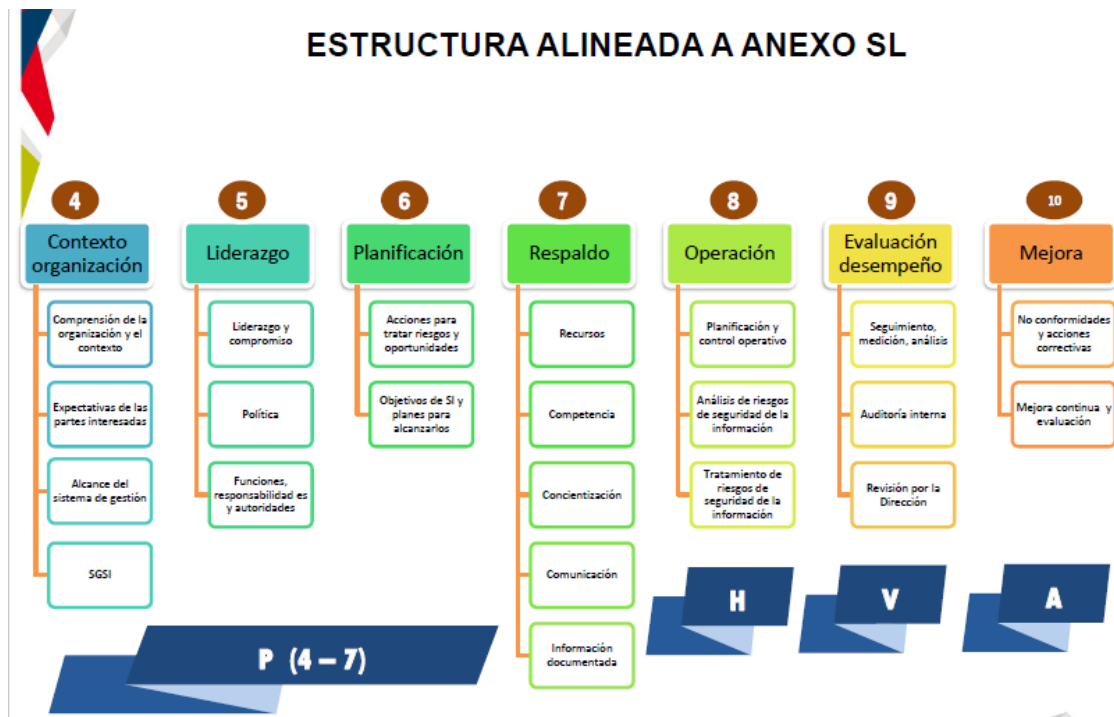 ESTRUCTURA ALINEADA A ANEXO SL
4
Contexto
organización
Comprensión de la
organización y el
contexto
Expectativas de las
partes interesadas
Alcance del
sistema de gestión
SGSI
5
Liderazgo
Liderazgo y
compromiso
Política
Funciones,
responsabilidad es
y autoridades
6
Planificación
Acciones para
tratar riesgos y
oportunidades
Objetivos de SI y
planes para
alcanzarlos
7
Respaldo
Recursos
Competencia
Concientización
Comunicación
Información
documentada
8
Operación
Planificación y
control operativo
Análisis de riesgos
de seguridad de la
información
Tratamiento de
riesgos de
seguridad de la
información
9
Evaluación
desempeño
Seguimiento,
medición, análisis
Auditoría interna
Revisión por la
Dirección
10
Mejora
No conformidades
y acciones
correctivas
Mejora continua y
evaluación
P (4 – 7)
H
V
A